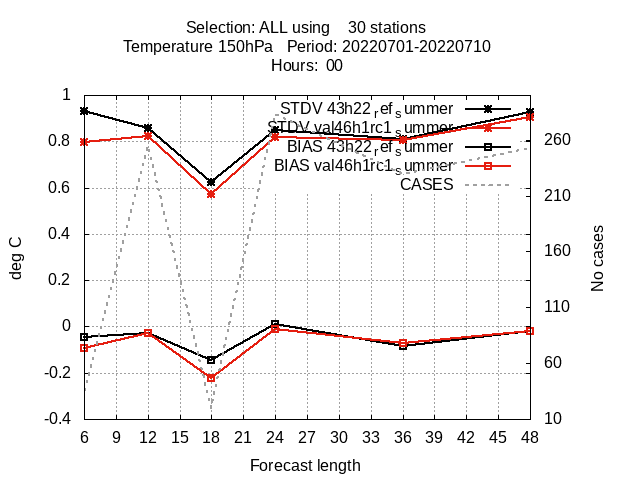 Selection: ALL using 30 stations
Temperature 150hPa Period: 20220701-20220710
Hours: 00
STDV 43h22_ref_summer
STDV val46h1rc1_summer
BIAS 43h22_ref_summer
BIAS val46h1rc1_summer
CASES
1
0.8
0.6
0.4
0.2
0
-0.2
-0.4
deg C
260
210
160
110
60
10
No cases
6 9 12 15 18 21 24 27 30 33 36 39 42 45 48
Forecast length